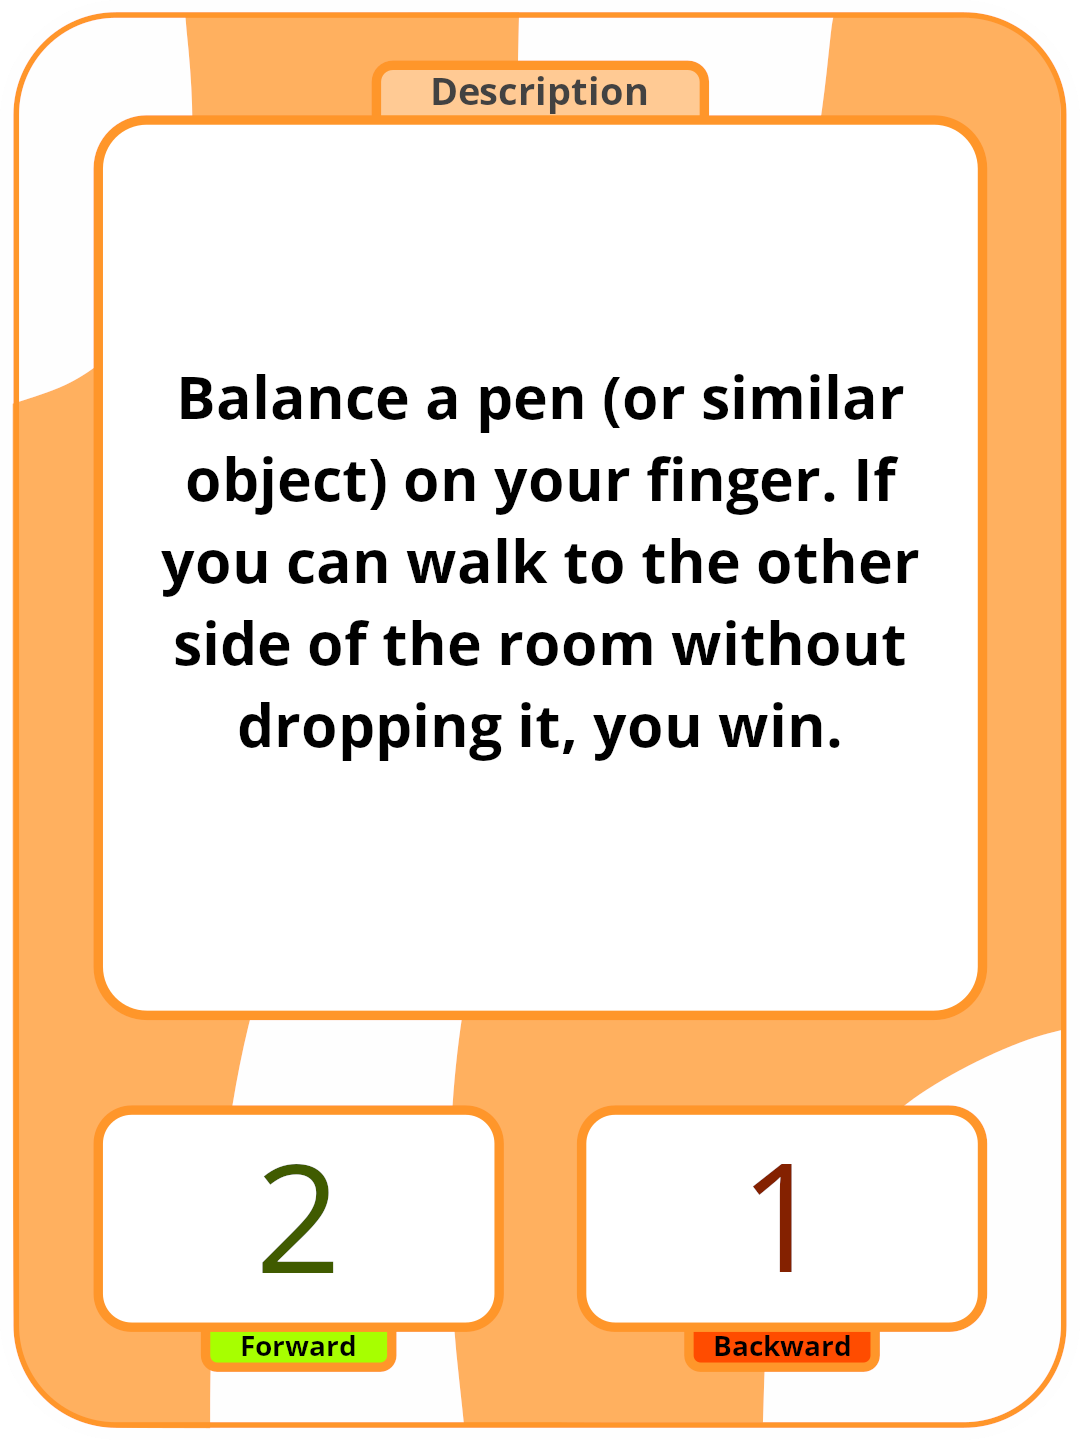 Description
Balance a pen (or similar
object) on your finger. If
you can walk to the other
side of the room without
dropping it, you win.
2
1
Forward
Backward